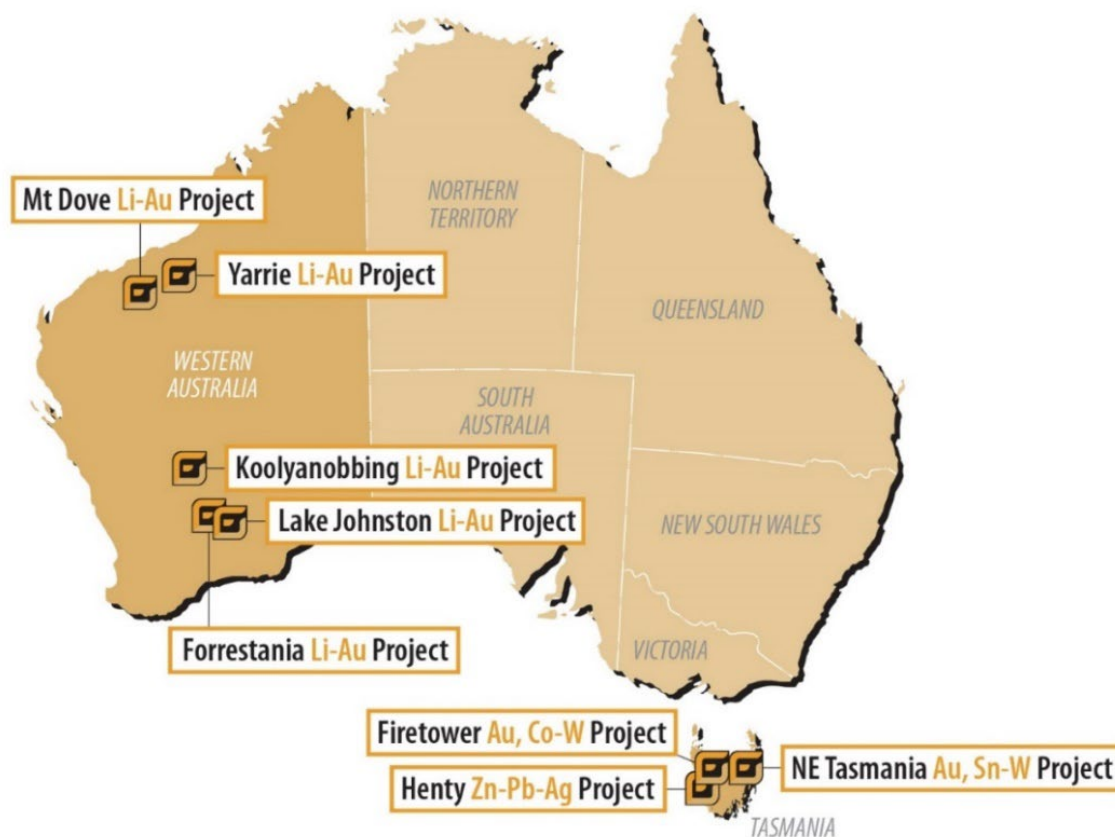 NORTHERN
TERRITORY
Mt Dove Li-Au Project
Yarrie Li-Au Project
QUEENSLAND
WESTERN
AUSTRALIA
SOUTH
AUSTRALIA
Koolyanobbing Li-Au Project
Lake Johnston Li-Au Project
NEW SOUTH WALES
Forrestania Li-Au Project
VICTORIA
Firetower Au, Co-W Project
NE Tasmania Au, Sn-W Project
Henty Zn-Pb-Ag Project
TASMANIA